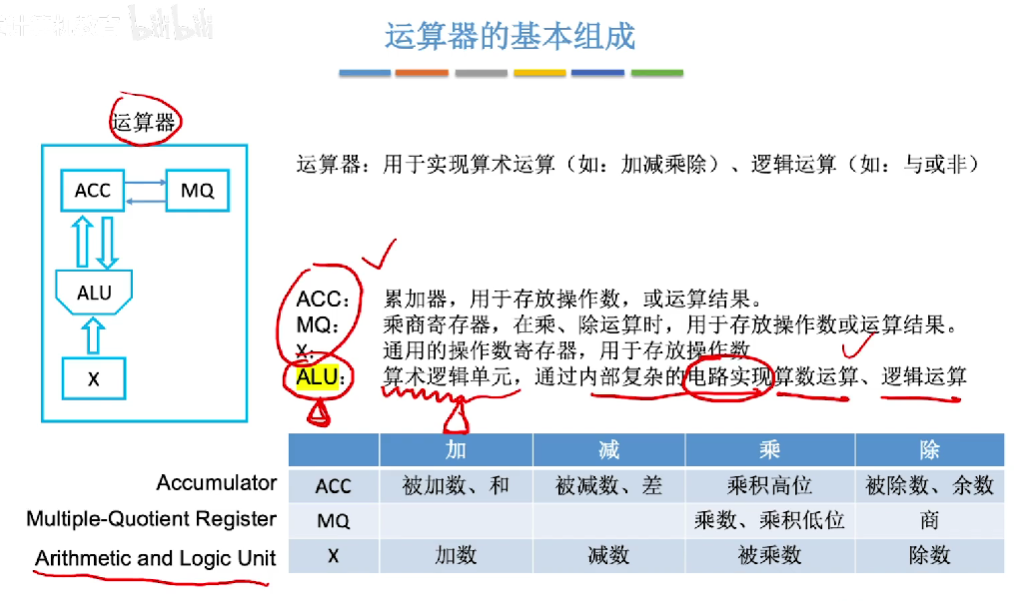 bilibili
运算器的基本组成
运算器
ACC
MQ
ALU
X
运算器：用于实现算术运算（如：加减乘除）、逻辑运算（如：与或非）
ACC： 累加器，用于存放操作数，或运算结果。
MQ： 乘商寄存器，在乘、除运算时，用于存放操作数或运算结果。
X： 通用的操作数寄存器，用于存放操作数
ALU： 算术逻辑单元，通过内部复杂的电路实现算数运算、逻辑运算
加 减 乘 除
Accumulator ACC 被加数、和 被减数、差 乘积高位 被除数、余数
Multiple-Quotient Register MQ 乘数、乘积低位 商
Arithmetic and Logic Unit X 加数 减数 被乘数 除数